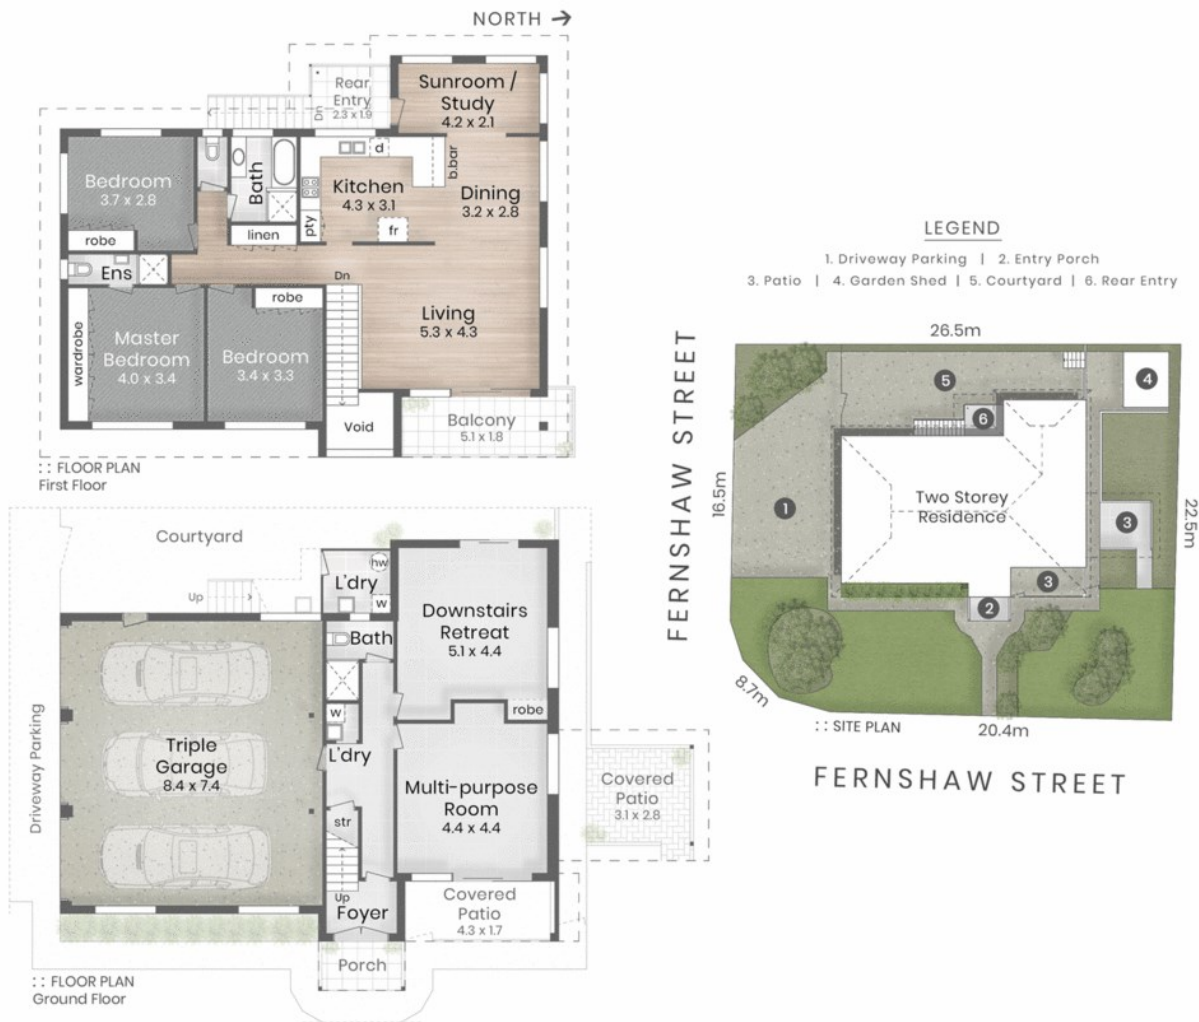 NORTH →
Sunroom /
Study
4.2 x 2.1
Rear
Entry
2.3 x 1.9
Dn
d
b.bar
Bath
Kitchen
4.3 x 3.1
Dining
3.2 x 2.8
Bedroom
3.7 x 2.8
pty
fr
robe
linen
Ens
Dn
robe
Living
5.3 x 4.3
wardrobe
Master
Bedroom
4.0 x 3.4
Bedroom
3.4 x 3.3
Void
Balcony
5.1 x 1.8
:: FLOOR PLAN
First Floor
LEGEND
1. Driveway Parking | 2. Entry Porch
3. Patio | 4. Garden Shed | 5. Courtyard | 6. Rear Entry
26.5m
FERNSHAW STREET
16.5m
5
4
6
Two Storey
Residence
1
3
22.5m
3
2
8.7m
:: SITE PLAN
20.4m
FERNSHAW STREET
Courtyard
hw
L'dry
w
Up
Bath
Downstairs
Retreat
5.1 x 4.4
robe
w
L'dry
Driveway Parking
Triple
Garage
8.4 x 7.4
Multi-purpose
Room
4.4 x 4.4
Covered
Patio
3.1 x 2.8
str
Up
Foyer
Covered
Patio
4.3 x 1.7
Porch
:: FLOOR PLAN
Ground Floor